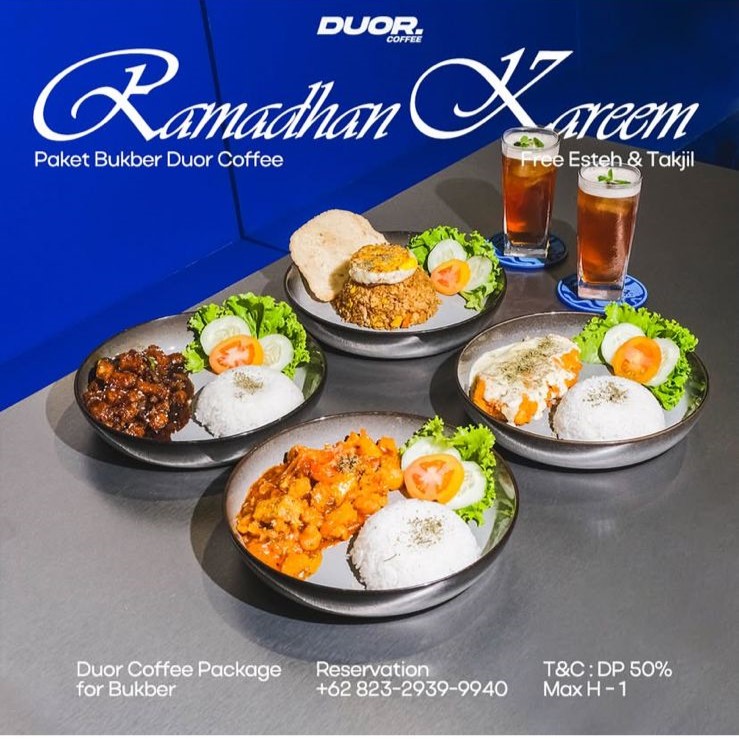 DUOR.
COFFEE
Ramadhan Kareem
Paket Bukber Duor Coffee
Free Esteh & Takjil
Duor Coffee Package
for Bukber
Reservation
+62 823-2939-9940
T&C : DP 50%
Max H - 1